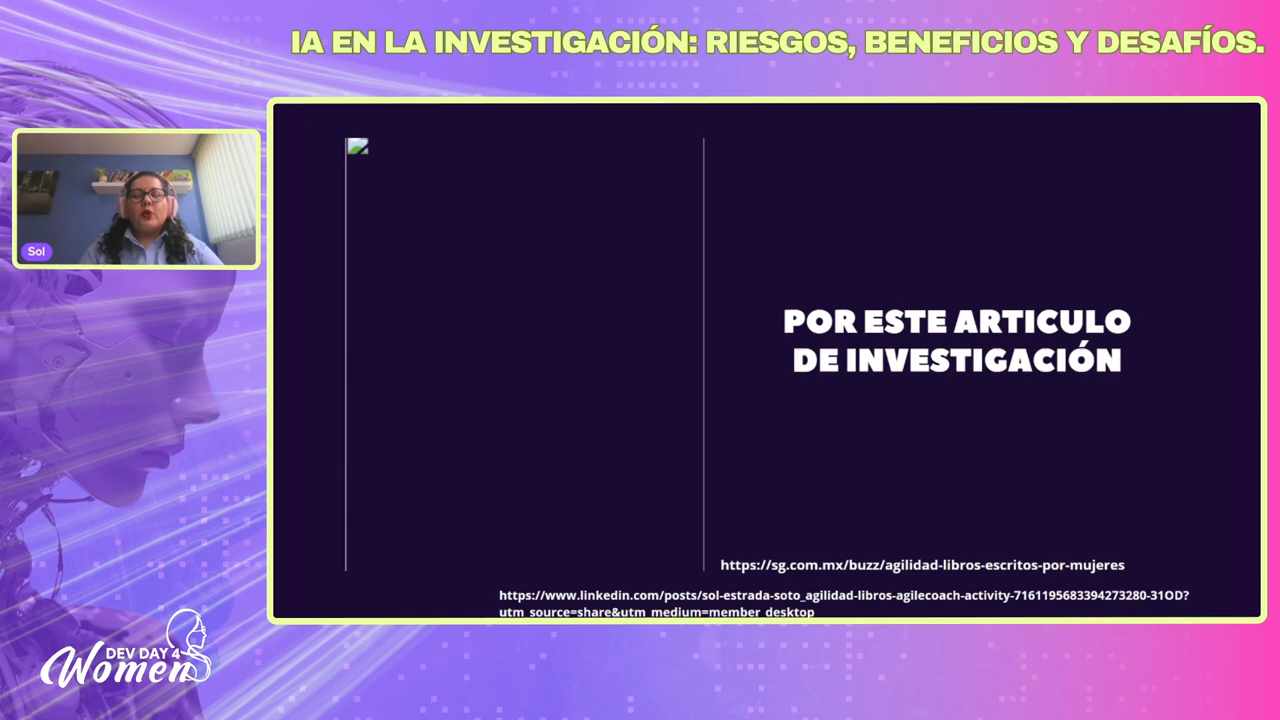 IA EN LA INVESTIGACIÓN: RIESGOS, BENEFICIOS Y DESAFÍOS.
Sol
POR ESTE ARTICULO
DE INVESTIGACIÓN
https://sg.com.mx/buzz/agilidad-libros-escritos-por-mujeres
https://www.linkedin.com/posts/sol-estrada-soto_agilidad-libros-agilecoach-activity-7161195683394273280-31OD?
utm_source=share&utm_medium=member_desktop
DEV DAY 4
Women